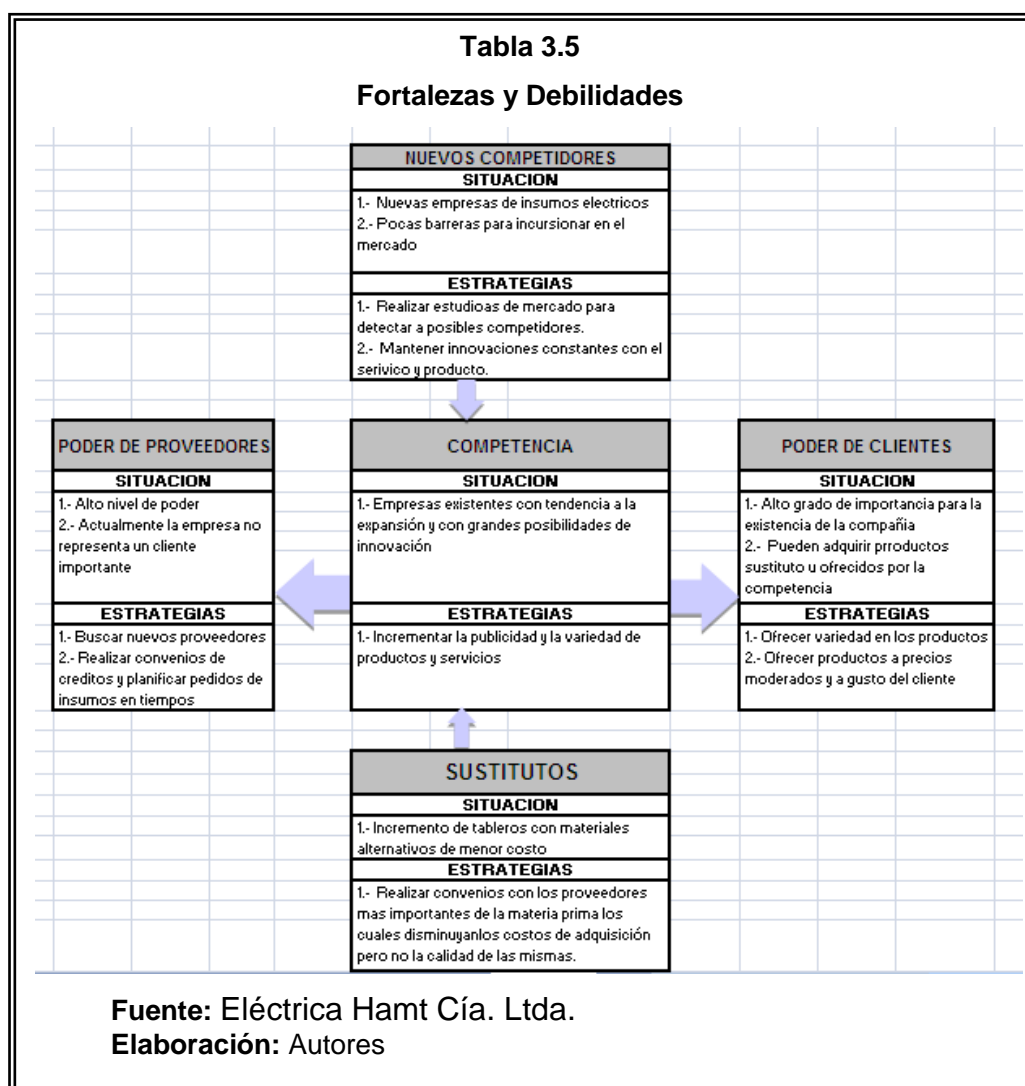 Tabla 3.5
Fortalezas y Debilidades
NUEVOS COMPETIDORES
SITUACION
1.- Nuevas empresas de insumos electricos
2.- Pocas barreras para incursionar en el
mercado
ESTRATEGIAS
1.- Realizar estudioas de mercado para
detectar a posibles competidores.
2.- Mantener innovaciones constantes con el
serivico y producto.
PODER DE PROVEEDORES
SITUACION
1.- Alto nivel de poder
2.- Actualmente la empresa no
representa un cliente
importante
ESTRATEGIAS
1.- Buscar nuevos proveedores
2.- Realizar convenios de
creditos y planificar pedidos de
insumos en tiempos
COMPETENCIA
SITUACION
1.- Empresas existentes con tendencia a la
expansión y con grandes posibilidades de
innovación
ESTRATEGIAS
1.- Incrementar la publicidad y la variedad de
productos y servicios
PODER DE CLIENTES
SITUACION
1.- Alto grado de importancia para la
existencia de la compañia
2.- Pueden adquirir prroductos
sustituto u ofrecidos por la
competencia
ESTRATEGIAS
1.- Ofrecer variedad en los productos
2.- Ofrecer productos a precios
moderados y a gusto del cliente
SUSTITUTOS
SITUACION
1.- Incremento de tableros con materiales
alternativos de menor costo
ESTRATEGIAS
1.- Realizar convenios con los proveedores
mas importantes de la materia prima los
cuales disminuyanlos costos de adquisición
pero no la calidad de las mismas.
Fuente: Eléctrica Hamt Cía. Ltda.
Elaboración: Autores